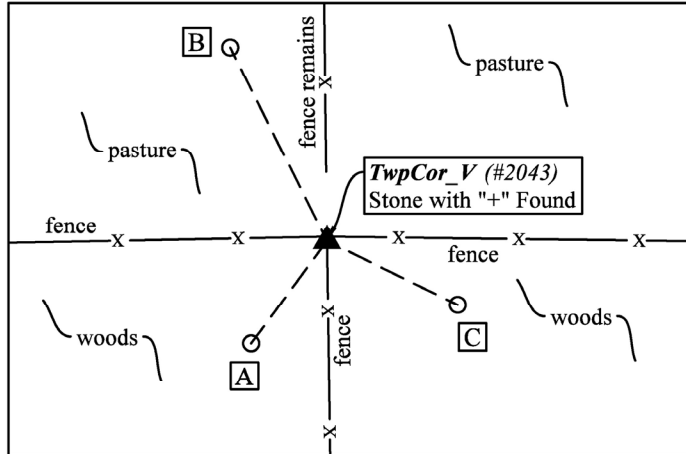 B
fence remains
x
pasture
pasture
TwpCor_V (#2043)
Stone with "+" Found
fence
x
x
x
x
x
fence
x
fence
woods
woods
A
C
x